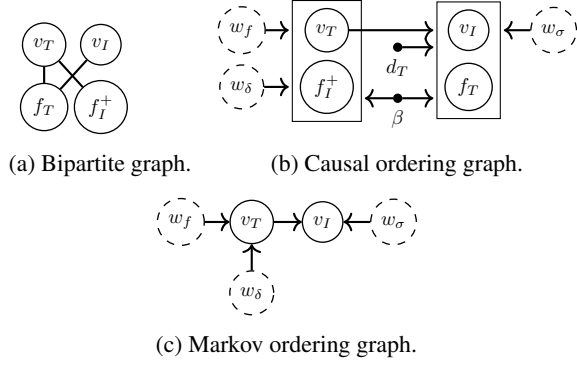 v_T v_I
f_T f_I^+
(a) Bipartite graph.
w_f v_T v_I w_σ
d_T
w_δ f_I^+ f_T
β
(b) Causal ordering graph.
w_f v_T v_I w_σ
w_δ
(c) Markov ordering graph.